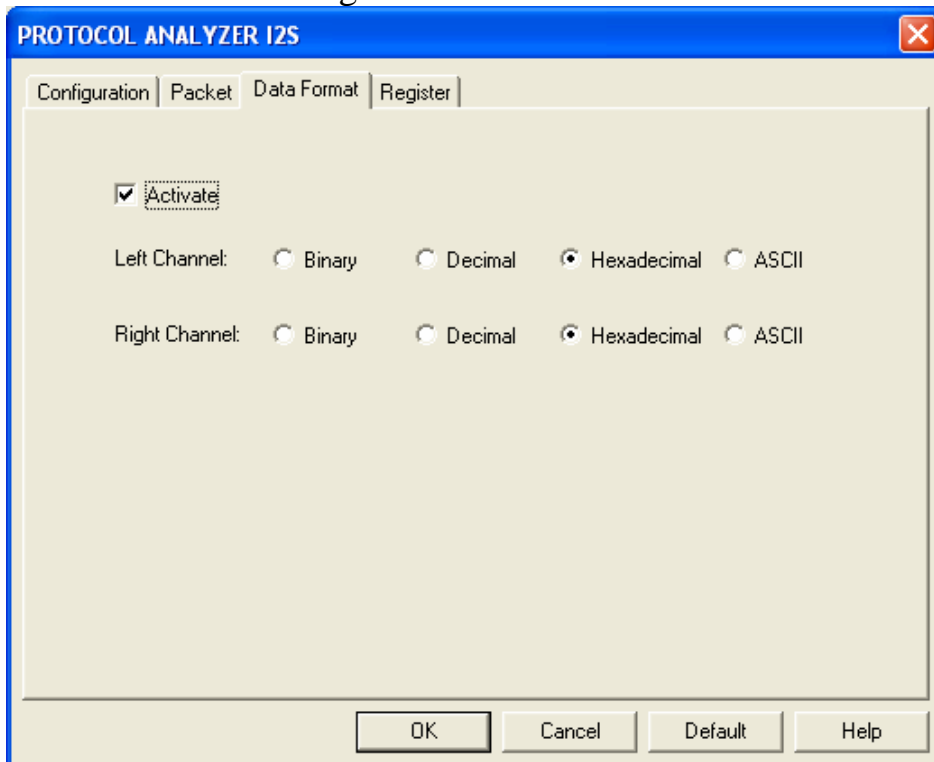 PROTOCOL ANALYZER I2S
Configuration Packet Data Format Register
Activate
Left Channel: Binary Decimal Hexadecimal ASCII
Right Channel: Binary Decimal Hexadecimal ASCII
OK Cancel Default Help